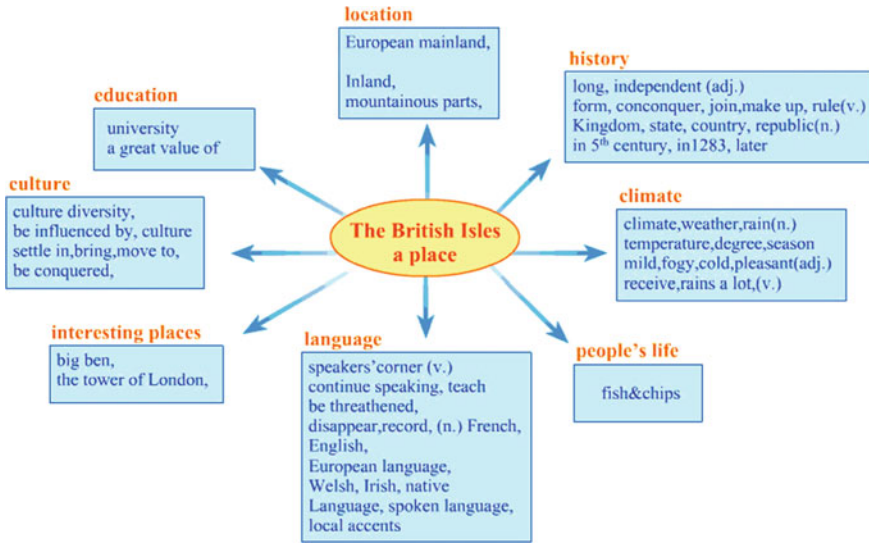 location
European mainland,
Inland,
mountainous parts,
history
long, independent (adj.)
form, conconquer, join,make up, rule(v.)
Kingdom, state, country, republic(n.)
in 5th century, in1283, later
education
university
a great value of
culture
culture diversity,
be influenced by, culture
settle in,bring,move to,
be conquered,
The British Isles
a place
climate
climate,weather,rain(n.)
temperature,degree,season
mild,fogy,cold,pleasant(adj.)
receive,rains a lot,(v.)
interesting places
big ben,
the tower of London,
language
speakers'corner (v.)
continue speaking, teach
be threathened,
disappear,record, (n.) French,
English,
European language,
Welsh, Irish, native
Language, spoken language,
local accents
people's life
fish&chips